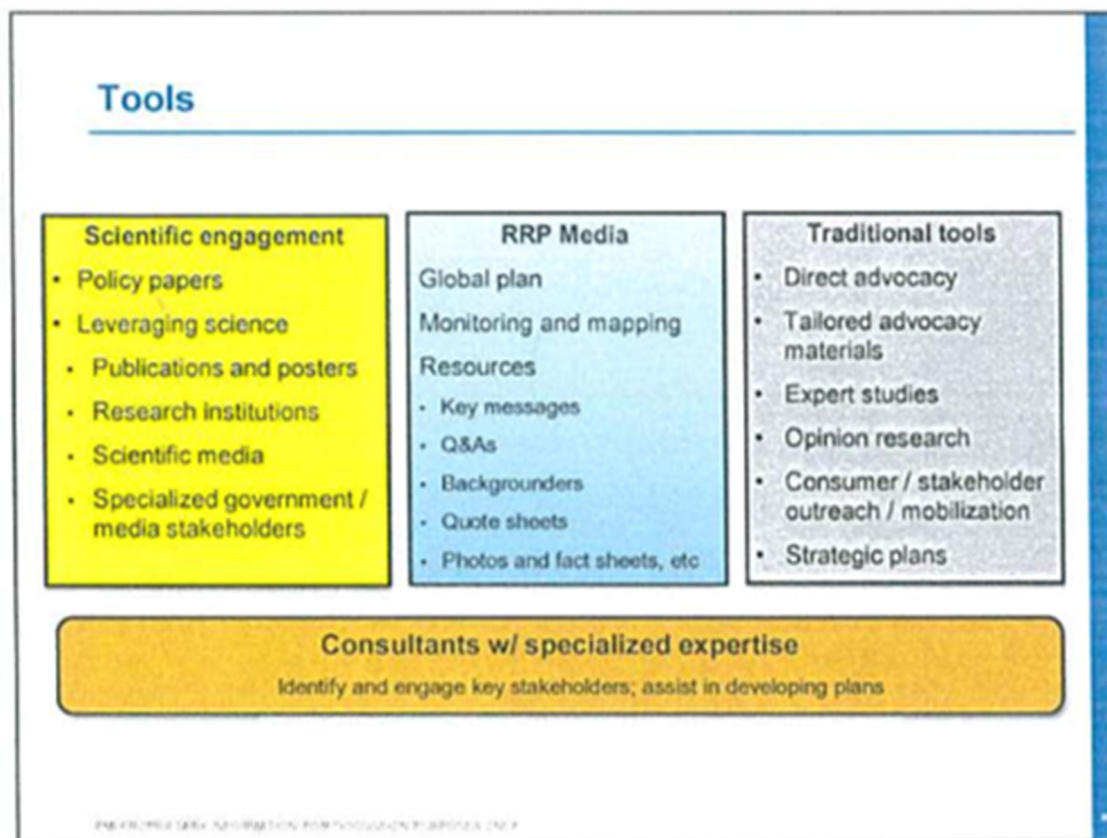 Tools
Scientific engagement
• Policy papers
• Leveraging science
• Publications and posters
• Research institutions
• Scientific media
• Specialized government /
media stakeholders
RRP Media
Global plan
Monitoring and mapping
Resources
• Key messages
• Q&As
• Backgrounders
• Quote sheets
• Photos and fact sheets, etc
Traditional tools
• Direct advocacy
• Tailored advocacy
materials
• Expert studies
• Opinion research
• Consumer / stakeholder
outreach / mobilization
• Strategic plans
Consultants w/ specialized expertise
Identify and engage key stakeholders; assist in developing plans